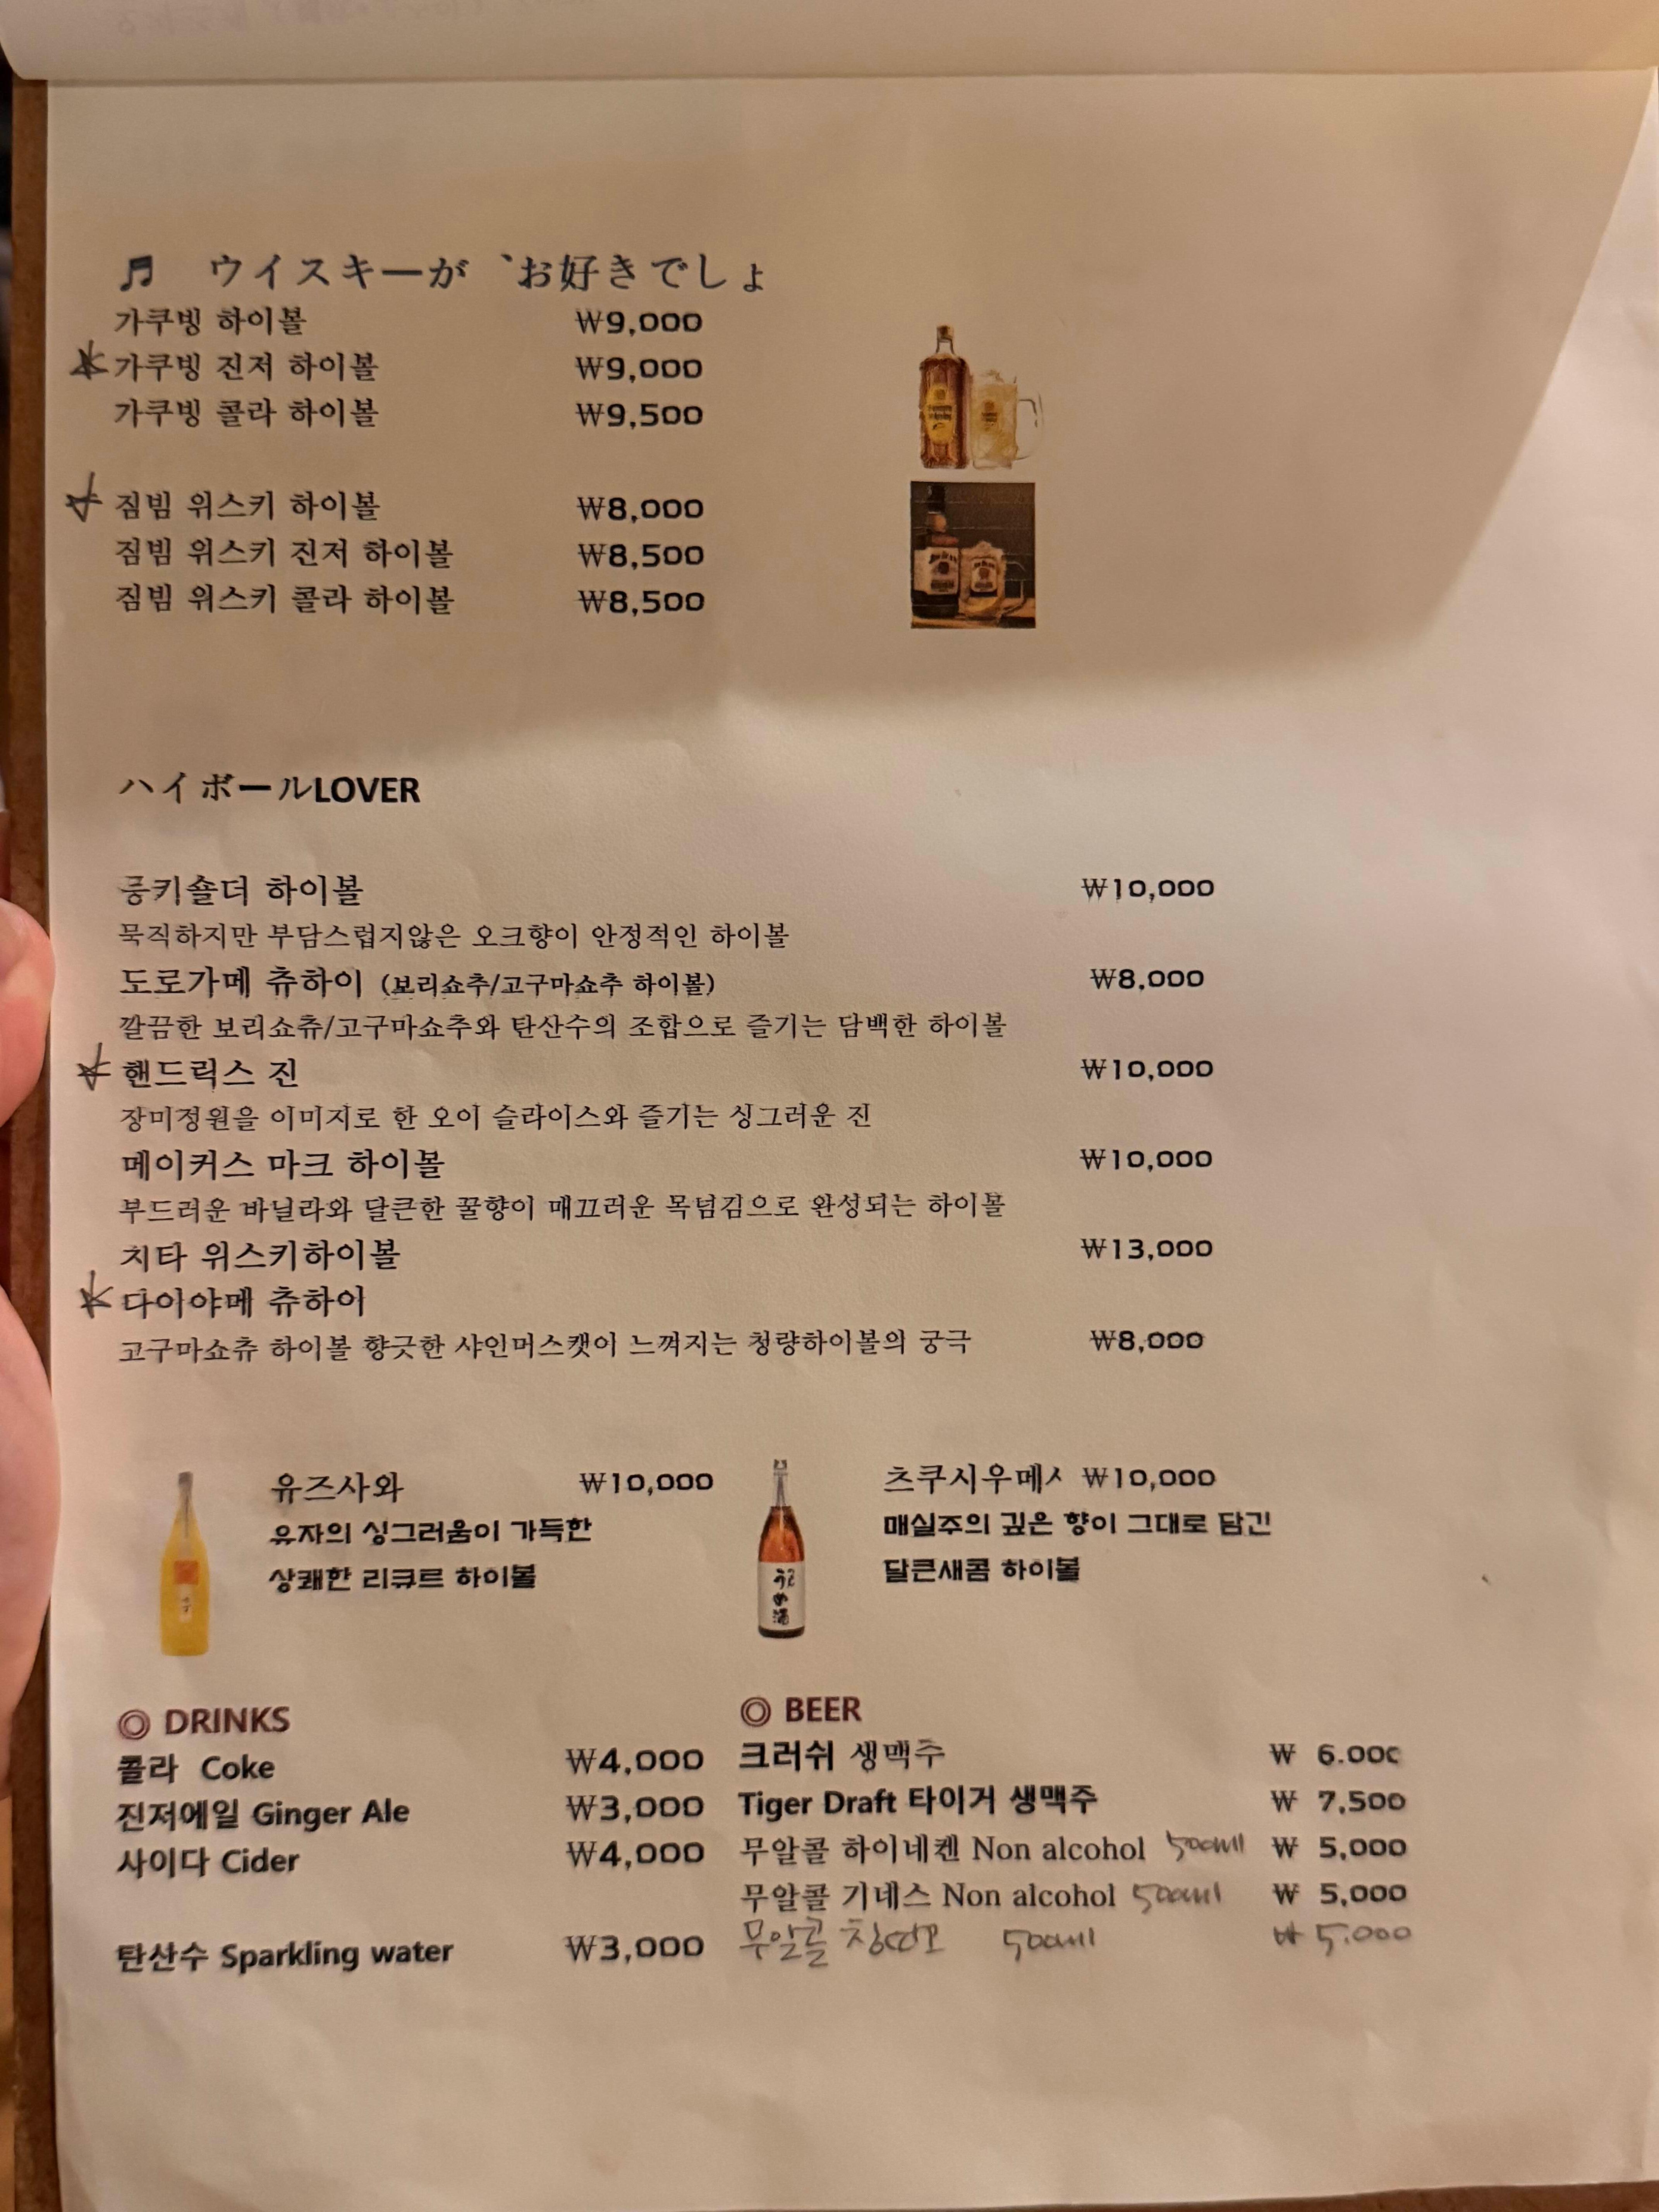 ♬ ウイスキーが、お好きでしょ
가쿠빙 하이볼 ₩9,000
가쿠빙 진저 하이볼 ₩9,000
가쿠빙 콜라 하이볼 ₩9,500
짐빔 위스키 하이볼 ₩8,000
짐빔 위스키 진저 하이볼 ₩8,500
짐빔 위스키 콜라 하이볼 ₩8,500
ハイボールLOVER
몽키숄더 하이볼 ₩10,000
묵직하지만 부담스럽지않은 오크향이 안정적인 하이볼
도로가메 츄하이 (보리쇼추/고구마쇼추 하이볼) ₩8,000
깔끔한 보리쇼츄/고구마쇼추와 탄산수의 조합으로 즐기는 담백한 하이볼
핸드릭스 진 ₩10,000
장미정원을 이미지로 한 오이 슬라이스와 즐기는 싱그러운 진
메이커스 마크 하이볼 ₩10,000
부드러운 바닐라와 달큰한 꿀향이 매끄러운 목넘김으로 완성되는 하이볼
치타 위스키하이볼 ₩13,000
다이야메 츄하이
고구마쇼츄 하이볼 향긋한 샤인머스캣이 느껴지는 청량하이볼의 궁극 ₩8,000
유즈사와 ₩10,000
유자의 싱그러움이 가득한
상쾌한 리큐르 하이볼
츠쿠시우메시 ₩10,000
매실주의 깊은 향이 그대로 담긴
달큰새콤 하이볼
うめ酒
◎ DRINKS
콜라 Coke ₩4,000
진저에일 Ginger Ale ₩3,000
사이다 Cider ₩4,000
탄산수 Sparkling water ₩3,000
◎ BEER
크러쉬 생맥주 ₩ 6.000
Tiger Draft 타이거 생맥주 ₩ 7,500
무알콜 하이네켄 Non alcohol 500ml ₩ 5,000
무알콜 기네스 Non alcohol 500ml ₩ 5,000
무알콜 칭따오 500ml ₩ 5.000